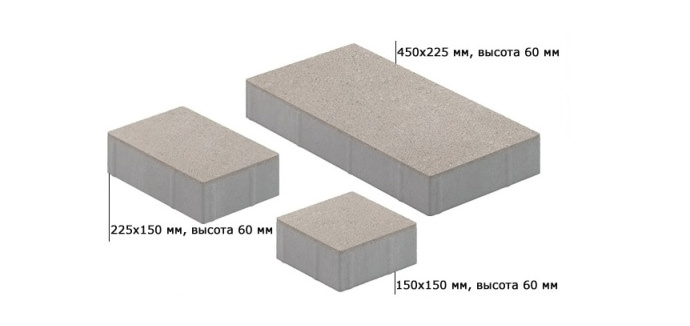 450x225 мм, высота 60 мм
225x150 мм, высота 60 мм
150x150 мм, высота 60 мм